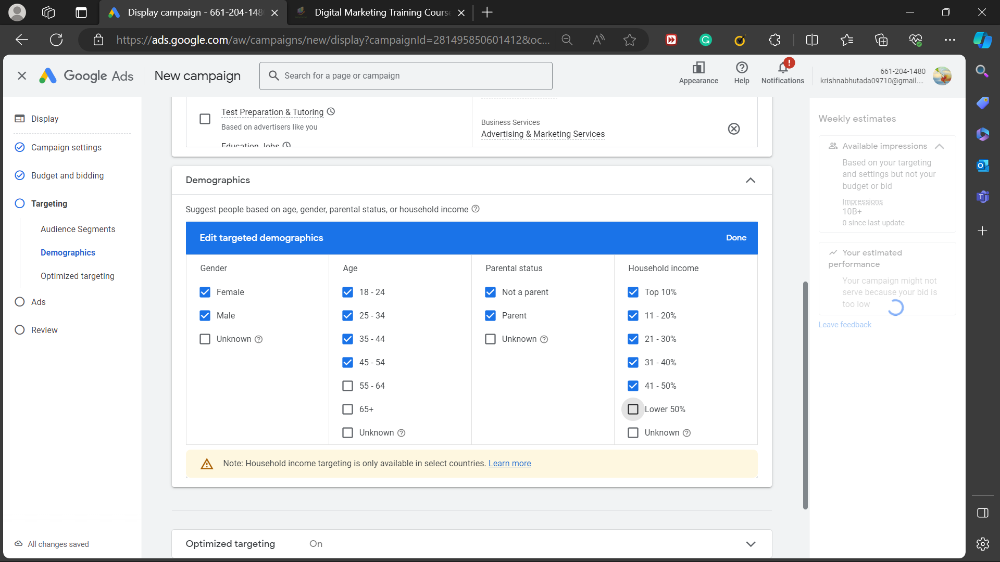 Display campaign - 661-204-148
Digital Marketing Training Course
https://ads.google.com/aw/campaigns/new/display?campaignId=281495850601412&oc...
Google Ads
New campaign
Search for a page or campaign
Appearance
Help
Notifications
661-204-1480
krishnabhutada09710@gmail....
Display
Campaign settings
Budget and bidding
Targeting
Audience Segments
Demographics
Optimized targeting
Ads
Review
All changes saved
Test Preparation & Tutoring
Based on advertisers like you
Education Jobs
Business Services
Advertising & Marketing Services
Demographics
Suggest people based on age, gender, parental status, or household income
Edit targeted demographics
Done
Gender
Female
Male
Unknown
Age
18 - 24
25 - 34
35 - 44
45 - 54
55 - 64
65+
Unknown
Parental status
Not a parent
Parent
Unknown
Household income
Top 10%
11 - 20%
21 - 30%
31 - 40%
41 - 50%
Lower 50%
Unknown
Note: Household income targeting is only available in select countries. Learn more
Optimized targeting
On
Weekly estimates
Available impressions
Based on your targeting
and settings but not your
budget or bid
Impressions
10B+
0 since last update
Your estimated
performance
Your campaign might not
serve because your bid is
too low
Leave feedback